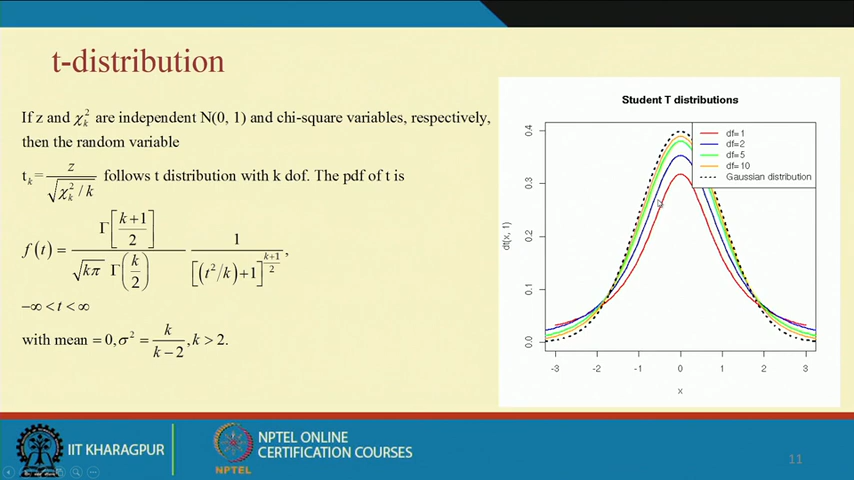 t-distribution
If z and χ²ₖ are independent N(0, 1) and chi-square variables, respectively,
then the random variable
tₖ = z / √(χ²ₖ / k) follows t distribution with k dof. The pdf of t is
f(t) = Γ[(k+1)/2] / (√(kπ) Γ(k/2)) · 1 / [(t²/k)+1]^((k+1)/2),
−∞ < t < ∞
with mean = 0, σ² = k/(k−2), k > 2.
Student T distributions
df=1
df=2
df=5
df=10
Gaussian distribution
dt(x, 1)
0.4
0.3
0.2
0.1
0.0
-3 -2 -1 0 1 2 3
x
IIT KHARAGPUR
NPTEL
NPTEL ONLINE
CERTIFICATION COURSES
11